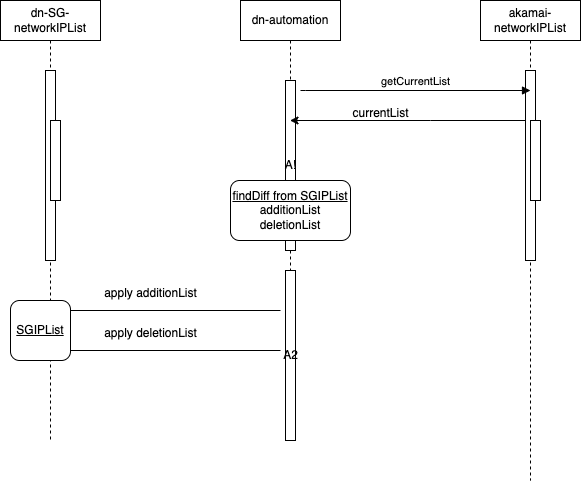 dn-SG-
networkIPList
dn-automation
akamai-
networkIPList
getCurrentList
currentList
A!
findDiff from SGIPList
additionList
deletionList
apply additionList
SGIPList
apply deletionList
A2